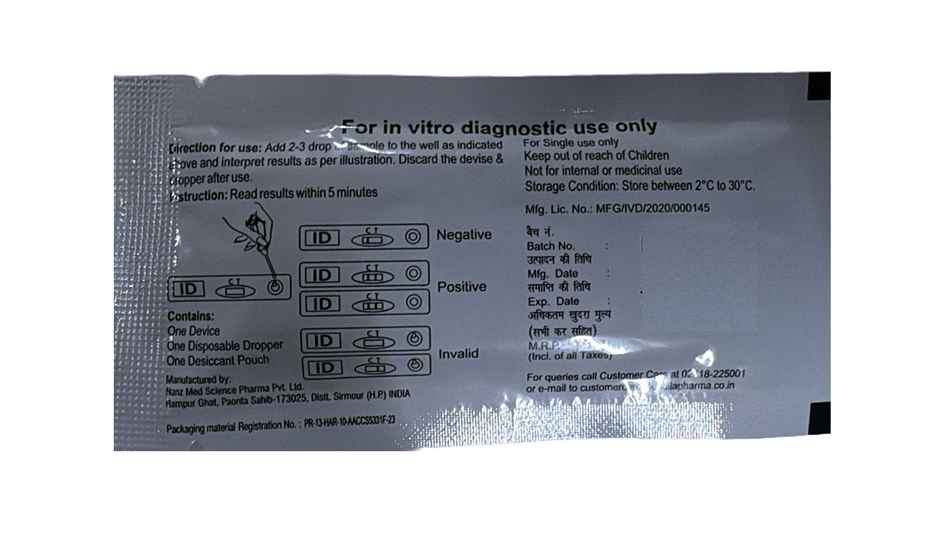 For in vitro diagnostic use only
Direction for use: Add 2-3 drop to the well as indicated
above and interpret results as per illustration. Discard the devise &
dropper after use.
Instruction: Read results within 5 minutes
ID
C T
ID
C T
Negative
ID
C T
ID
C T
Positive
ID
C T
ID
C T
Invalid
Contains:
One Device
One Disposable Dropper
One Desiccant Pouch
Manufactured by:
Nanz Med Science Pharma Pvt. Ltd.
Rampur Ghat, Paonta Sahib-173025, Distt. Sirmour (H.P) INDIA
Packaging material Registration No. : PR-13-HAR-10-AACCS5331F-23
For Single use only
Keep out of reach of Children
Not for internal or medicinal use
Storage Condition: Store between 2°C to 30°C.
Mfg. Lic. No.: MFG/IVD/2020/000145
बैच नं.
Batch No. :
उत्पादन की तिथि
Mfg. Date :
समाप्ति की तिथि
Exp. Date :
अधिकतम खुदरा मूल्य
(सभी कर सहित)
M.R.P.
(Incl. of all Taxes)
For queries call Customer Care at
or e-mail to